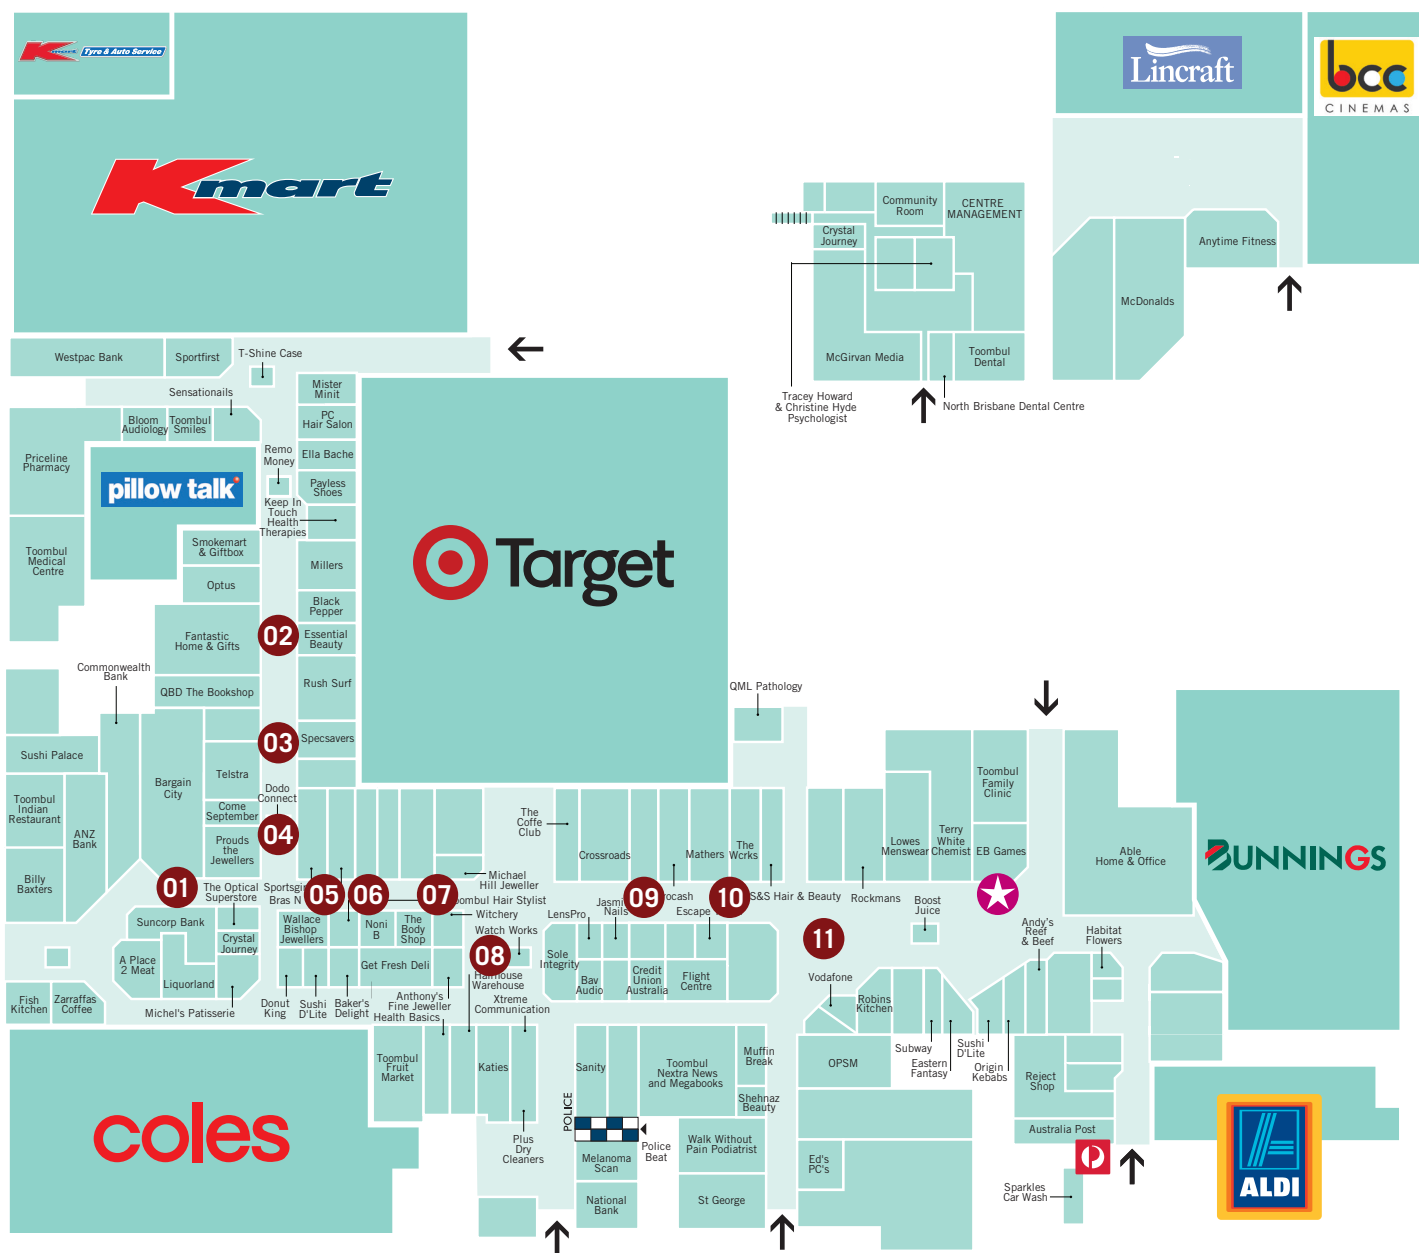 Kmart Tyre & Auto Service
Kmart
Lincraft
bcc
CINEMAS
Community
Room
CENTRE
MANAGEMENT
Crystal
Journey
Anytime Fitness
McDonalds
McGirvan Media
Toombul
Dental
Tracey Howard
& Christine Hyde
Psychologist
North Brisbane Dental Centre
Westpac Bank
Sportfirst
T-Shine Case
Sensationails
Mister
Minit
Bloom
Audiology
Toombul
Smiles
PC
Hair Salon
Priceline
Pharmacy
pillow talk
Remo
Money
Ella Bache
Payless
Shoes
Keep In
Touch
Health
Therapies
Toombul
Medical
Centre
Smokemart
& Giftbox
Optus
Millers
Target
Black
Pepper
Fantastic
Home & Gifts
02
Essential
Beauty
Commonwealth
Bank
QBD The Bookshop
Rush Surf
QML Pathology
03
Specsavers
Sushi Palace
Telstra
Bargain
City
Dodo
Connect
Toombul
Indian
Restaurant
ANZ
Bank
Come
September
04
Prouds
the
Jewellers
Billy
Baxters
01
The Optical
Superstore
The
Coffe
Club
Crossroads
Mathers
The
Wcrks
Lowes
Menswear
Terry
White
Chemist
Toombul
Family
Clinic
EB Games
Able
Home & Office
BUNNINGS
Michael
Hill Jeweller
Bras N
05
06
07
oombul Hair Stylist
Witchery
Watch Works
Nails
09
rocash
10
Escape
S&S Hair & Beauty
Rockmans
Boost
Juice
Andy's
Reef
& Beef
Habitat
Flowers
Suncorp Bank
Crystal
Journey
A Place
2 Meat
Liquorland
Michel's Patisserie
Fish
Kitchen
Zarraffas
Coffee
Wallace
Bishop
Jewellers
Noni
B
The
Body
Shop
Get Fresh Deli
08
Warehouse
LensPro
Sole
Integrity
Bav
Audio
Credit
Union
Australia
Flight
Centre
11
Vodafone
Robins
Kitchen
Donut
King
Sushi
D'Lite
Baker's
Delight
Anthony's
Fine Jeweller
Health Basics
Xtreme
Communication
Toombul
Fruit
Market
Katies
Plus
Dry
Cleaners
Sanity
Toombul
Nextra News
and Megabooks
Muffin
Break
Shehnaz
Beauty
OPSM
Subway
Eastern
Fantasy
Sushi
D'Lite
Origin
Kebabs
Reject
Shop
Australia Post
coles
POLICE
Police
Beat
Melanoma
Scan
Walk Without
Pain Podiatrist
National
Bank
St George
Ed's
PC's
Sparkles
Car Wash
ALDI